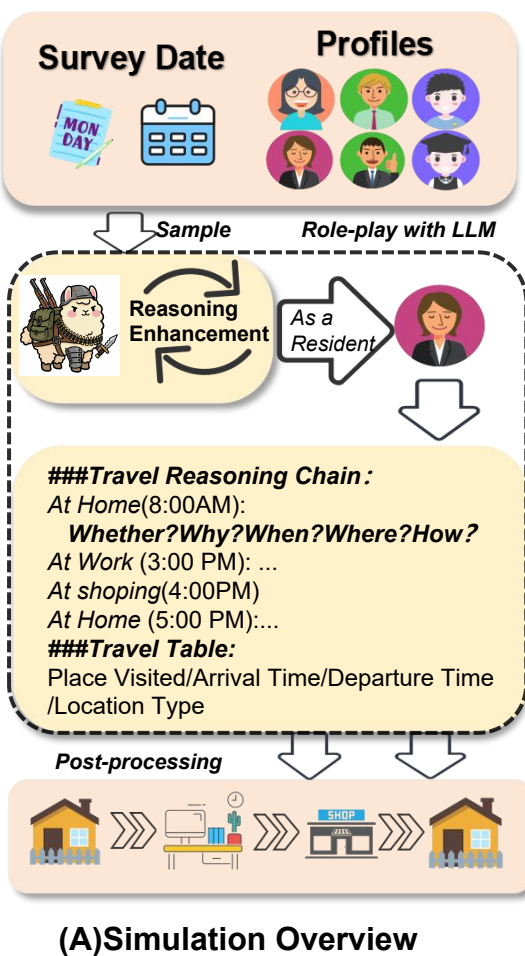 Survey Date
Profiles
MON
DAY
Sample
Role-play with LLM
Reasoning
Enhancement
As a
Resident
###Travel Reasoning Chain：
At Home(8:00AM):
Whether?Why?When?Where?How?
At Work (3:00 PM): ...
At shoping(4:00PM)
At Home (5:00 PM):...
###Travel Table:
Place Visited/Arrival Time/Departure Time
/Location Type
Post-processing
SHOP
(A)Simulation Overview